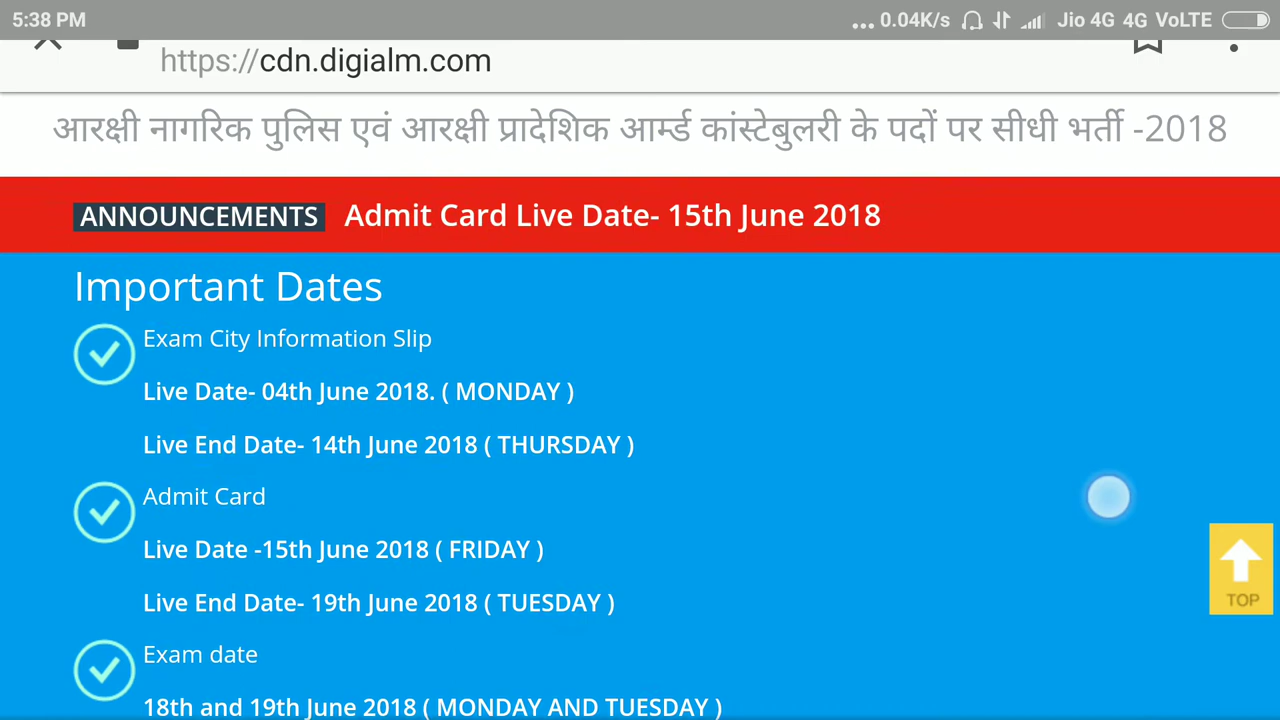 5:38 PM
... 0.04K/s Jio 4G 4G VoLTE
https://cdn.digialm.com
आरक्षी नागरिक पुलिस एवं आरक्षी प्रादेशिक आर्म्ड कांस्टेबुलरी के पदों पर सीधी भर्ती -2018
ANNOUNCEMENTS Admit Card Live Date- 15th June 2018
Important Dates
Exam City Information Slip
Live Date- 04th June 2018. ( MONDAY )
Live End Date- 14th June 2018 ( THURSDAY )
Admit Card
Live Date -15th June 2018 ( FRIDAY )
Live End Date- 19th June 2018 ( TUESDAY )
TOP
Exam date
18th and 19th June 2018 ( MONDAY AND TUESDAY )